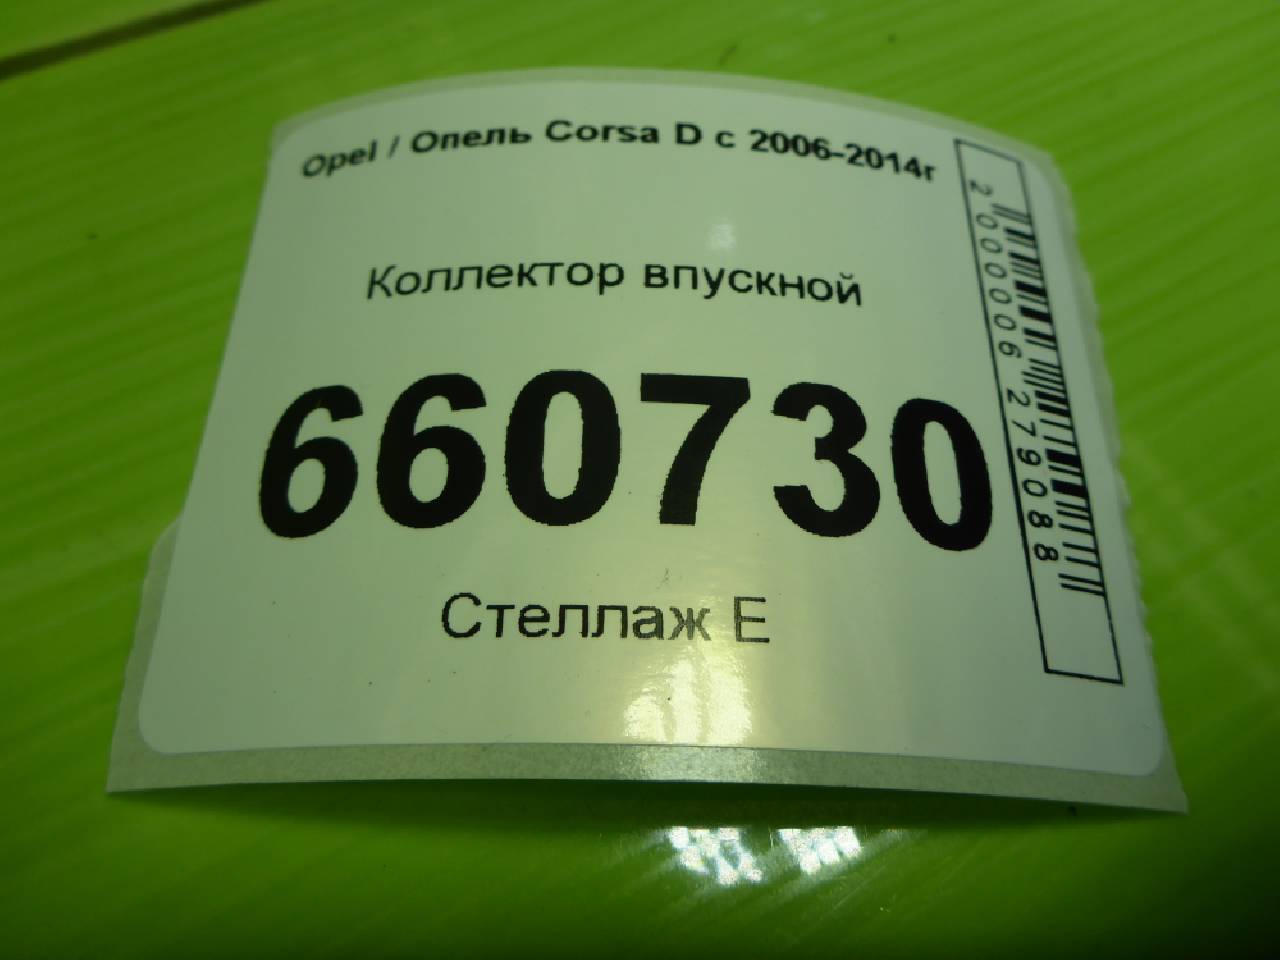 Opel / Опель Corsa D с 2006-2014г
Коллектор впускной
660730
Стеллаж Е
2000006279088